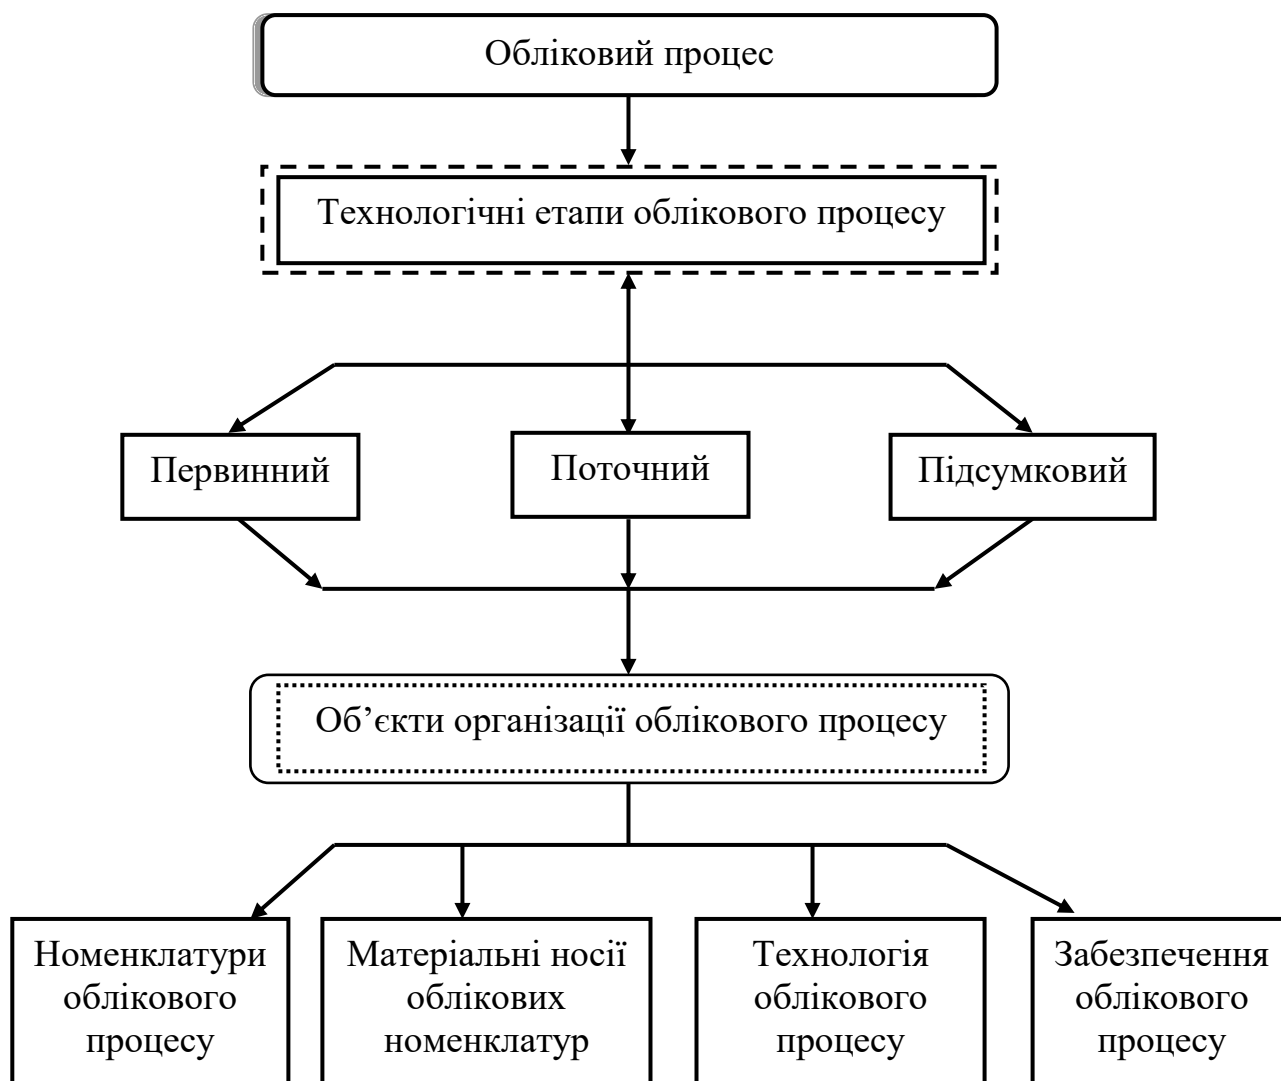 Обліковий процес
Технологічні етапи облікового процесу
Первинний
Поточний
Підсумковий
Об’єкти організації облікового процесу
Номенклатури
облікового
процесу
Матеріальні носії
облікових
номенклатур
Технологія
облікового
процесу
Забезпечення
облікового
процесу